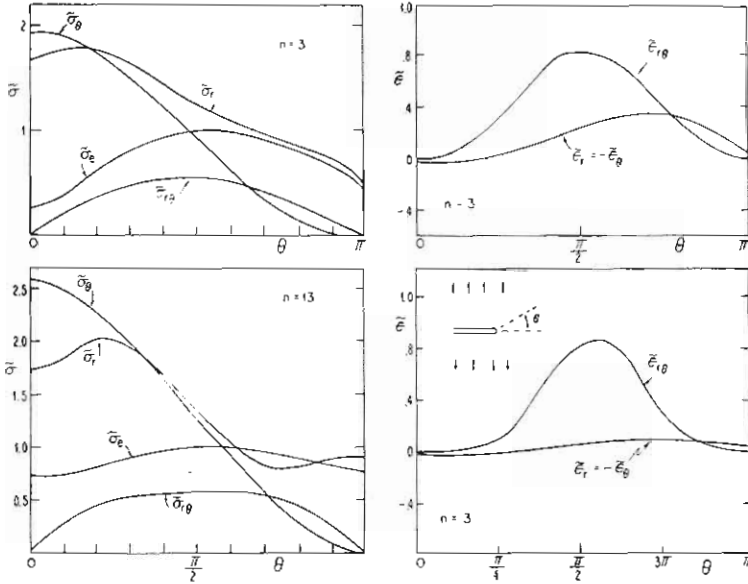 2
1
σ̃
σ̃θ
n = 3
σ̃r
σ̃e
σ̃rθ
0
θ
π
1.0
.8
.4
0
-.4
ε̃
ε̃rθ
ε̃r = -ε̃θ
n = 3
0
π/2
θ
π
2.5
2.0
1.5
1.0
0.5
σ̃
σ̃θ
n = 13
σ̃r
σ̃e
σ̃rθ
0
π/2
θ
π
1.0
.8
.4
0
-.4
ε̃
θ
ε̃rθ
ε̃r = -ε̃θ
n = 3
0
π/4
π/2
3π
θ
π